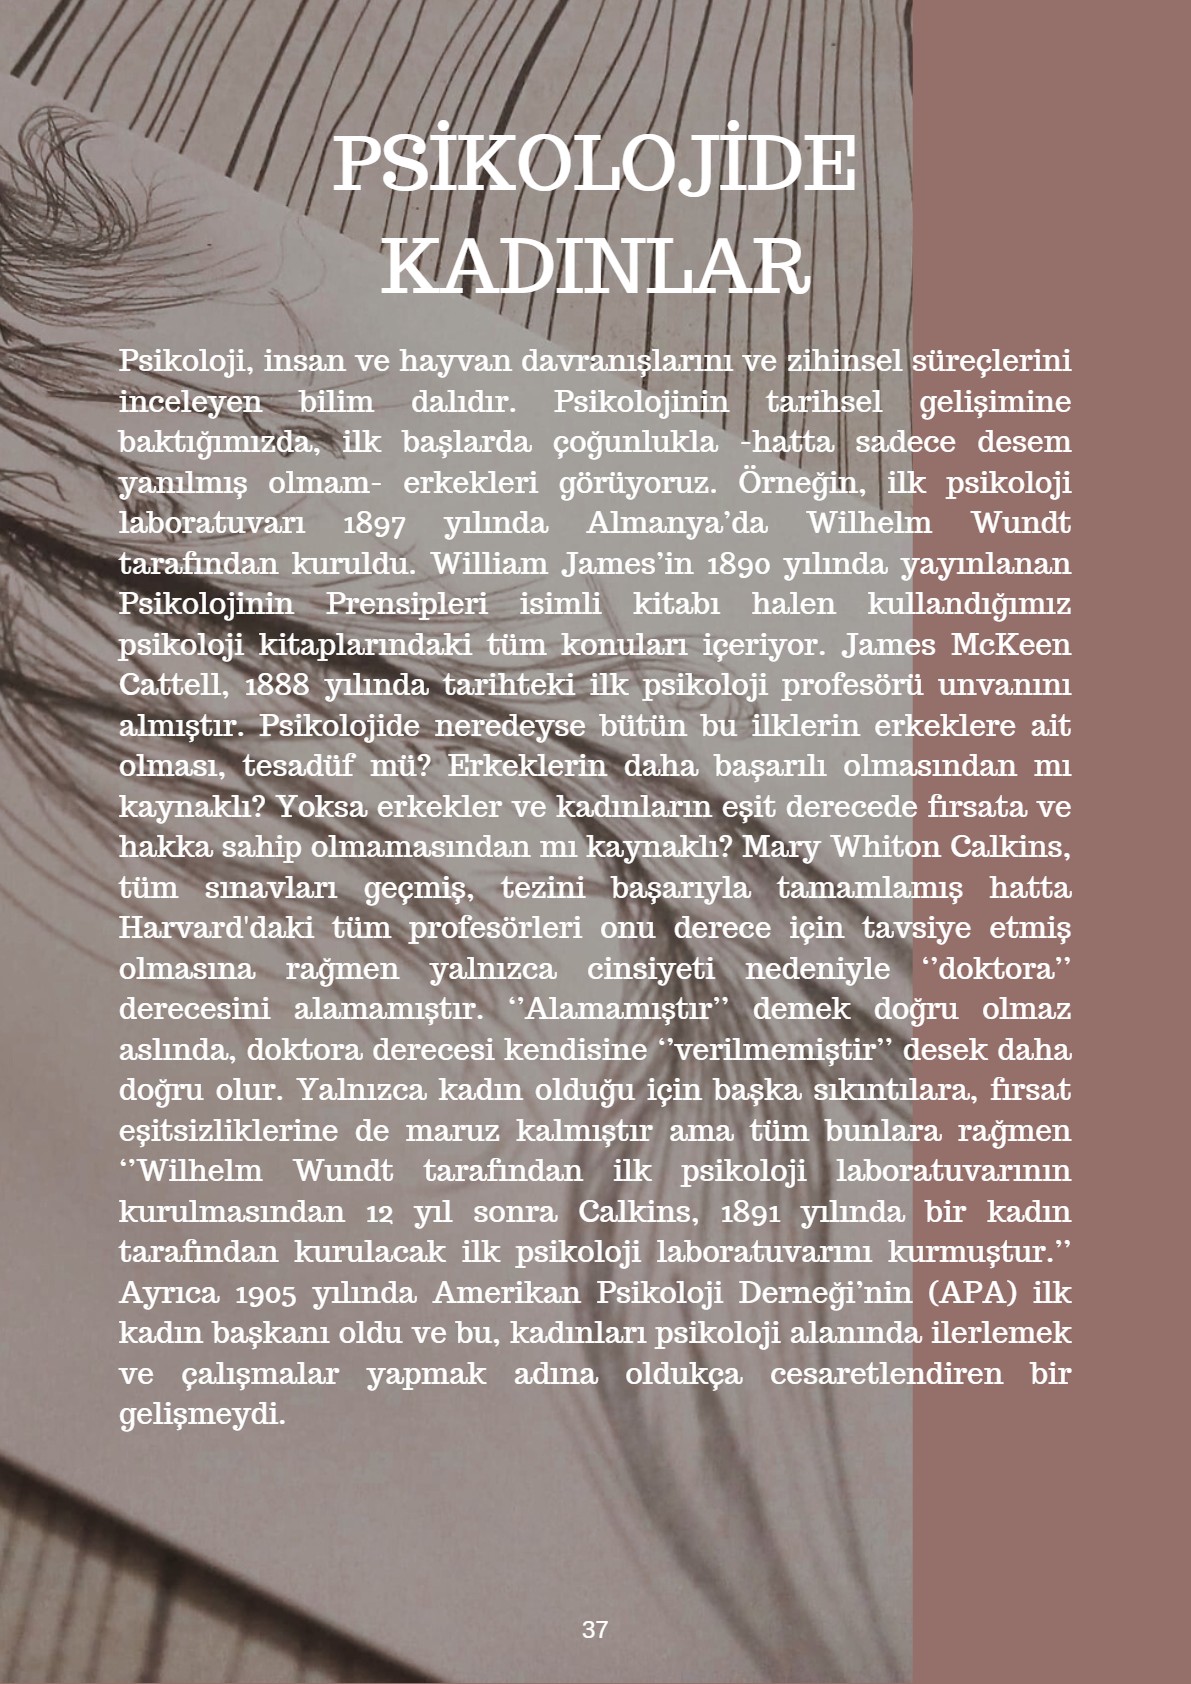 PSİKOLOJİDE
KADINLAR
Psikoloji, insan ve hayvan davranışlarını ve zihinsel süreçlerini
inceleyen bilim dalıdır. Psikolojinin tarihsel gelişimine
baktığımızda, ilk başlarda çoğunlukla -hatta sadece desem
yanılmış olmam- erkekleri görüyoruz. Örneğin, ilk psikoloji
laboratuvarı 1897 yılında Almanya’da Wilhelm Wundt
tarafından kuruldu. William James’in 1890 yılında yayınlanan
Psikolojinin Prensipleri isimli kitabı halen kullandığımız
psikoloji kitaplarındaki tüm konuları içeriyor. James McKeen
Cattell, 1888 yılında tarihteki ilk psikoloji profesörü unvanını
almıştır. Psikolojide neredeyse bütün bu ilklerin erkeklere ait
olması, tesadüf mü? Erkeklerin daha başarılı olmasından mı
kaynaklı? Yoksa erkekler ve kadınların eşit derecede fırsata ve
hakka sahip olmamasından mı kaynaklı? Mary Whiton Calkins,
tüm sınavları geçmiş, tezini başarıyla tamamlamış hatta
Harvard'daki tüm profesörleri onu derece için tavsiye etmiş
olmasına rağmen yalnızca cinsiyeti nedeniyle ‘’doktora’’
derecesini alamamıştır. ‘’Alamamıştır’’ demek doğru olmaz
aslında, doktora derecesi kendisine ‘’verilmemiştir’’ desek daha
doğru olur. Yalnızca kadın olduğu için başka sıkıntılara, fırsat
eşitsizliklerine de maruz kalmıştır ama tüm bunlara rağmen
‘’Wilhelm Wundt tarafından ilk psikoloji laboratuvarının
kurulmasından 12 yıl sonra Calkins, 1891 yılında bir kadın
tarafından kurulacak ilk psikoloji laboratuvarını kurmuştur.’’
Ayrıca 1905 yılında Amerikan Psikoloji Derneği’nin (APA) ilk
kadın başkanı oldu ve bu, kadınları psikoloji alanında ilerlemek
ve çalışmalar yapmak adına oldukça cesaretlendiren bir
gelişmeydi.
37